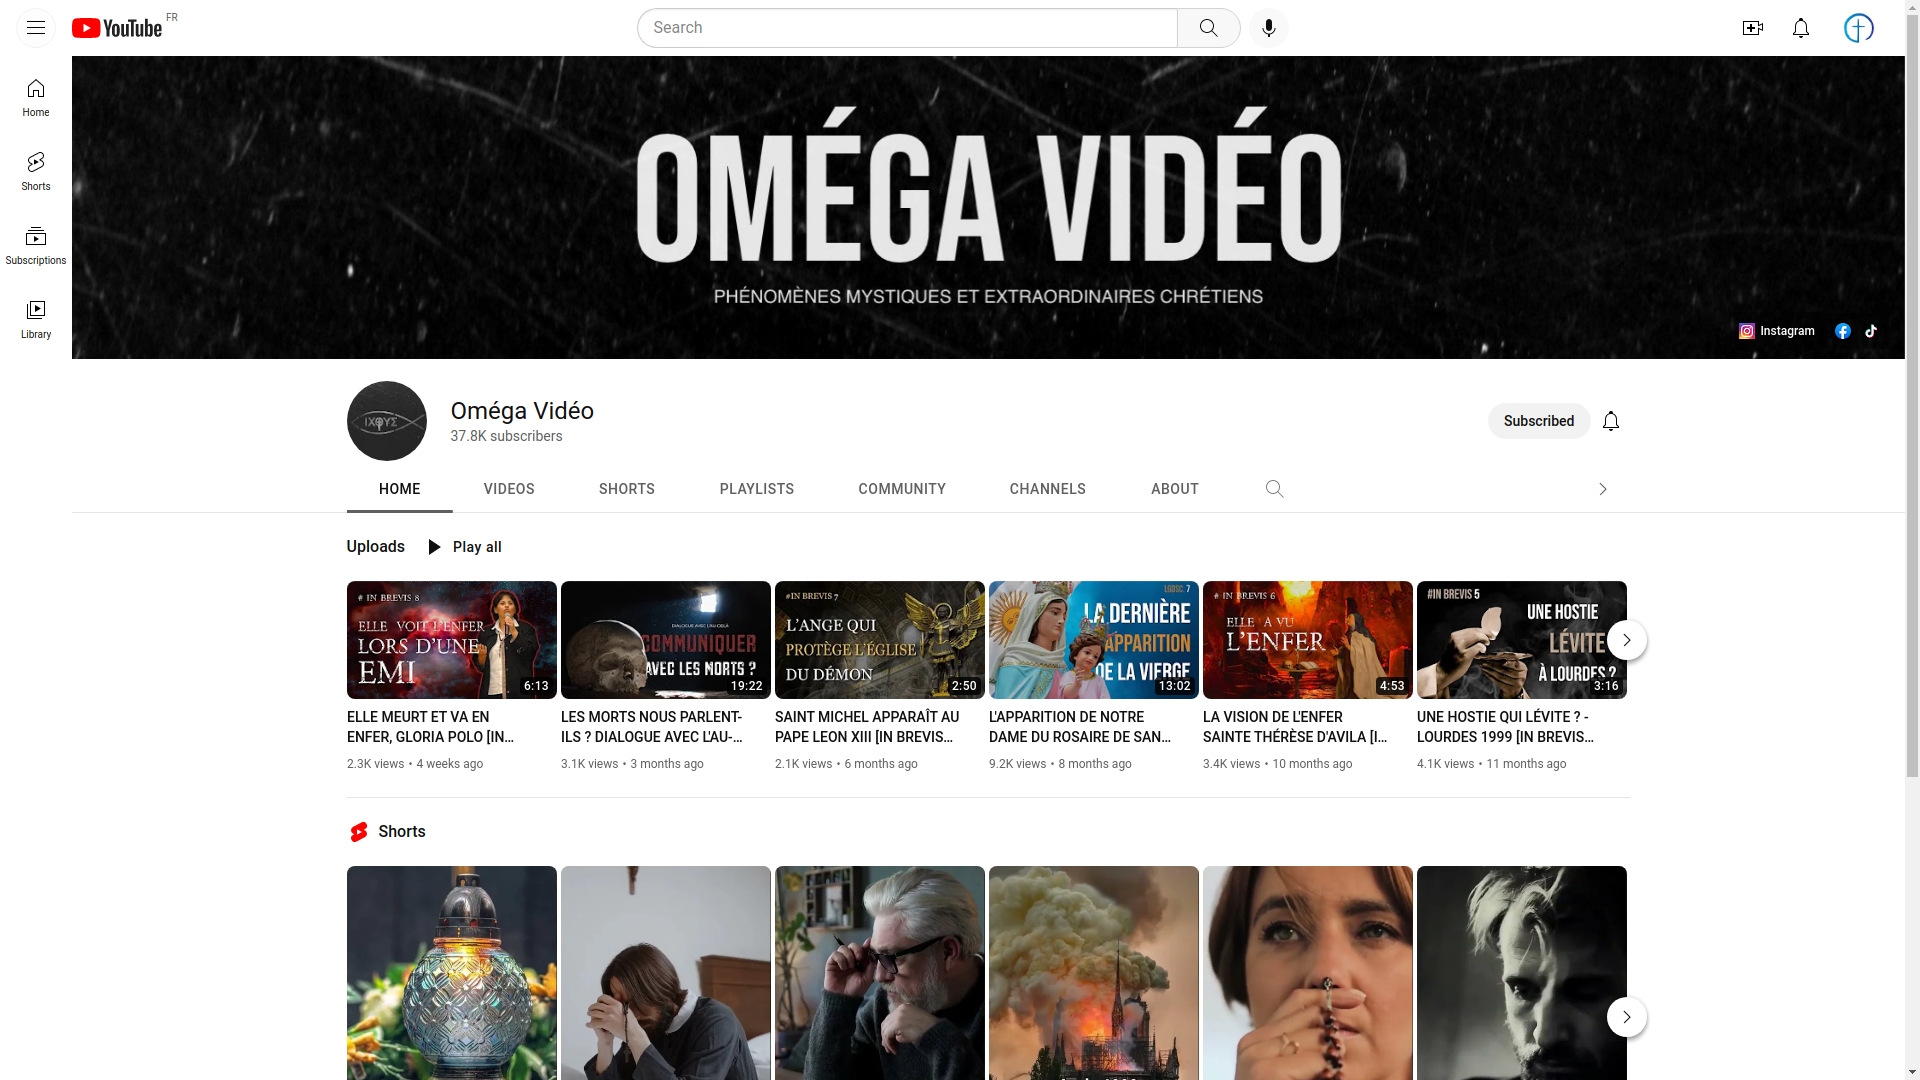 YouTube FR
Search
Home
Shorts
Subscriptions
Library
OMÉGA VIDÉO
PHÉNOMÈNES MYSTIQUES ET EXTRAORDINAIRES CHRÉTIENS
Instagram
ΙΧΘΥΣ
Oméga Vidéo
37.8K subscribers
Subscribed
HOME VIDEOS SHORTS PLAYLISTS COMMUNITY CHANNELS ABOUT
Uploads Play all
# IN BREVIS 8
ELLE VOIT L'ENFER
LORS D'UNE
EMI
6:13
DIALOGUE AVEC L'AU-DELÀ
COMMUNIQUER
AVEC LES MORTS ?
19:22
#IN BREVIS 7
L'ANGE QUI
PROTÈGE L'ÉGLISE
DU DÉMON
2:50
LGDSC. 7
LA DERNIÈRE
APPARITION
DE LA VIERGE
13:02
# IN BREVIS 6
ELLE A VU
L'ENFER
4:53
#IN BREVIS 5
UNE HOSTIE
LÉVITE
À LOURDES ?
3:16
ELLE MEURT ET VA EN
ENFER, GLORIA POLO [IN...
2.3K views • 4 weeks ago
LES MORTS NOUS PARLENT-
ILS ? DIALOGUE AVEC L'AU-...
3.1K views • 3 months ago
SAINT MICHEL APPARAÎT AU
PAPE LEON XIII [IN BREVIS...
2.1K views • 6 months ago
L'APPARITION DE NOTRE
DAME DU ROSAIRE DE SAN...
9.2K views • 8 months ago
LA VISION DE L'ENFER
SAINTE THÉRÈSE D'AVILA [I...
3.4K views • 10 months ago
UNE HOSTIE QUI LÉVITE ? -
LOURDES 1999 [IN BREVIS...
4.1K views • 11 months ago
Shorts